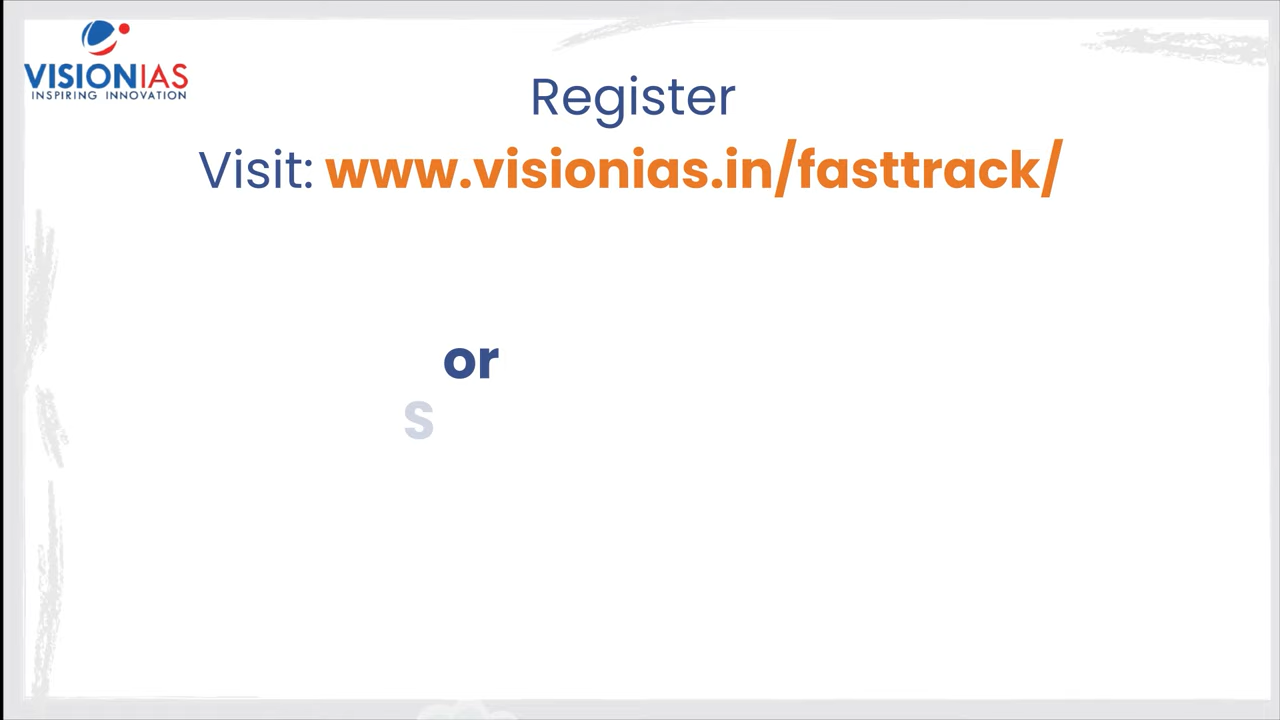 VISIONIAS
INSPIRING INNOVATION
Register
Visit: www.visionias.in/fasttrack/
or
S